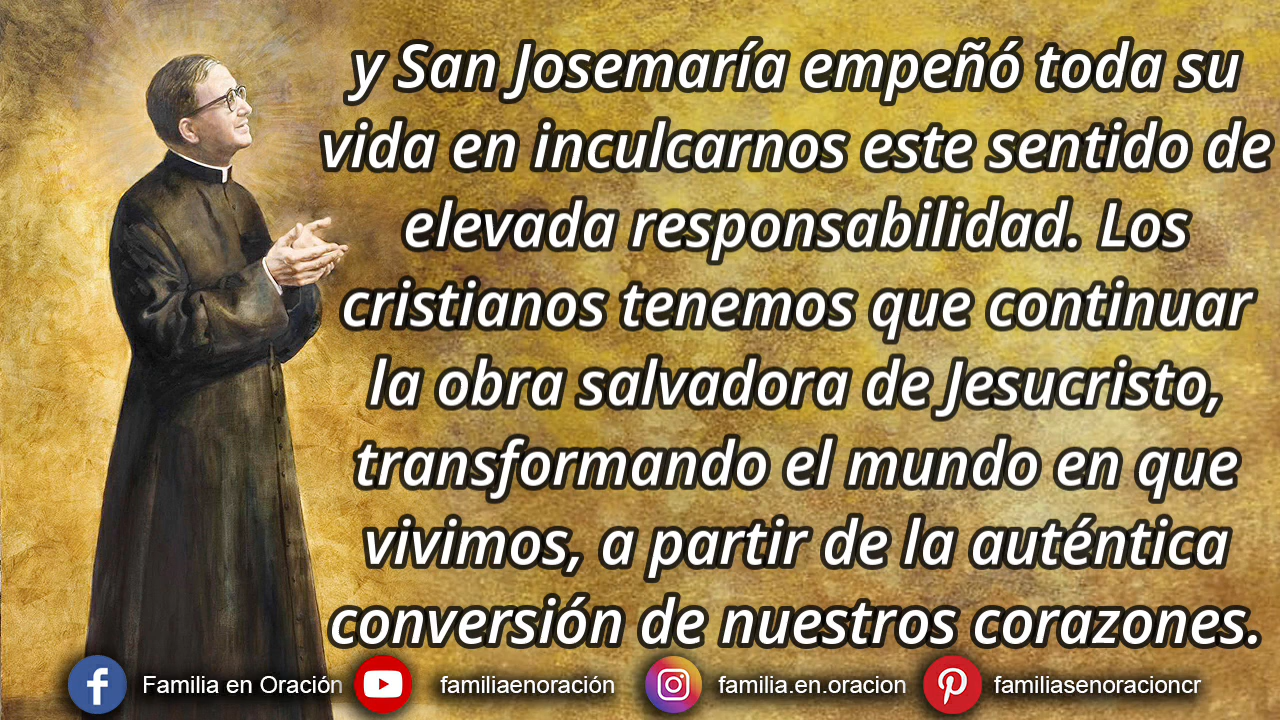 y San Josemaría empeñó toda su
vida en inculcarnos este sentido de
elevada responsabilidad. Los
cristianos tenemos que continuar
la obra salvadora de Jesucristo,
transformando el mundo en que
vivimos, a partir de la auténtica
conversión de nuestros corazones.
Familia en Oración familiaenoración familia.en.oracion familiasenoracioncr